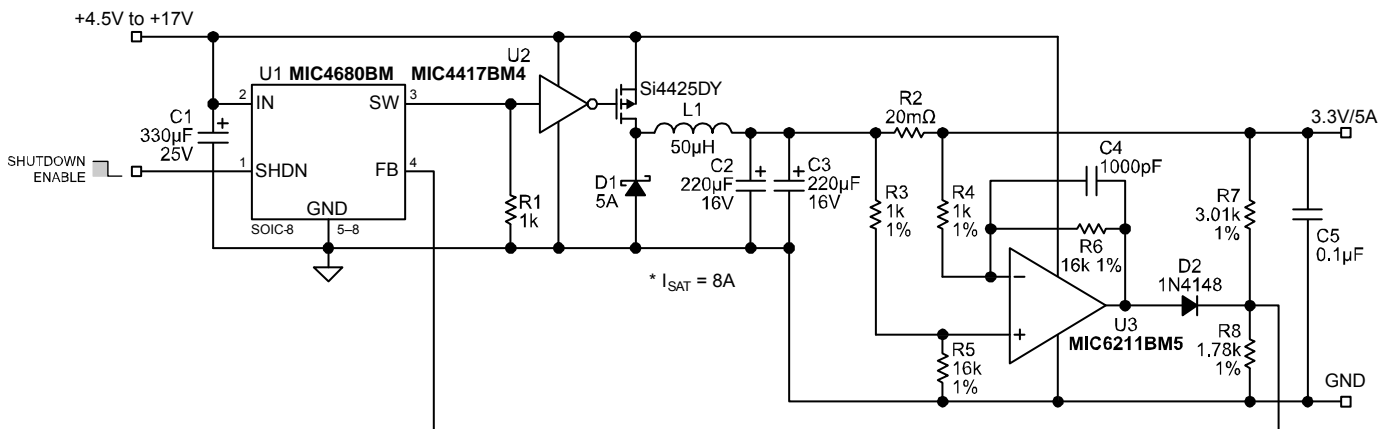 +4.5V to +17V
U1 MIC4680BM
MIC4417BM4
U2
2
IN
SW
3
C1
330µF
25V
SHUTDOWN
ENABLE
1
SHDN
FB
4
GND
SOIC-8
5–8
R1
1k
Si4425DY
L1
50µH
D1
5A
C2
220µF
16V
C3
220µF
16V
* ISAT = 8A
R2
20mΩ
R3
1k
1%
R4
1k
1%
C4
1000pF
R6
16k 1%
R5
16k
1%
−
+
U3
MIC6211BM5
D2
1N4148
R7
3.01k
1%
R8
1.78k
1%
C5
0.1µF
3.3V/5A
GND